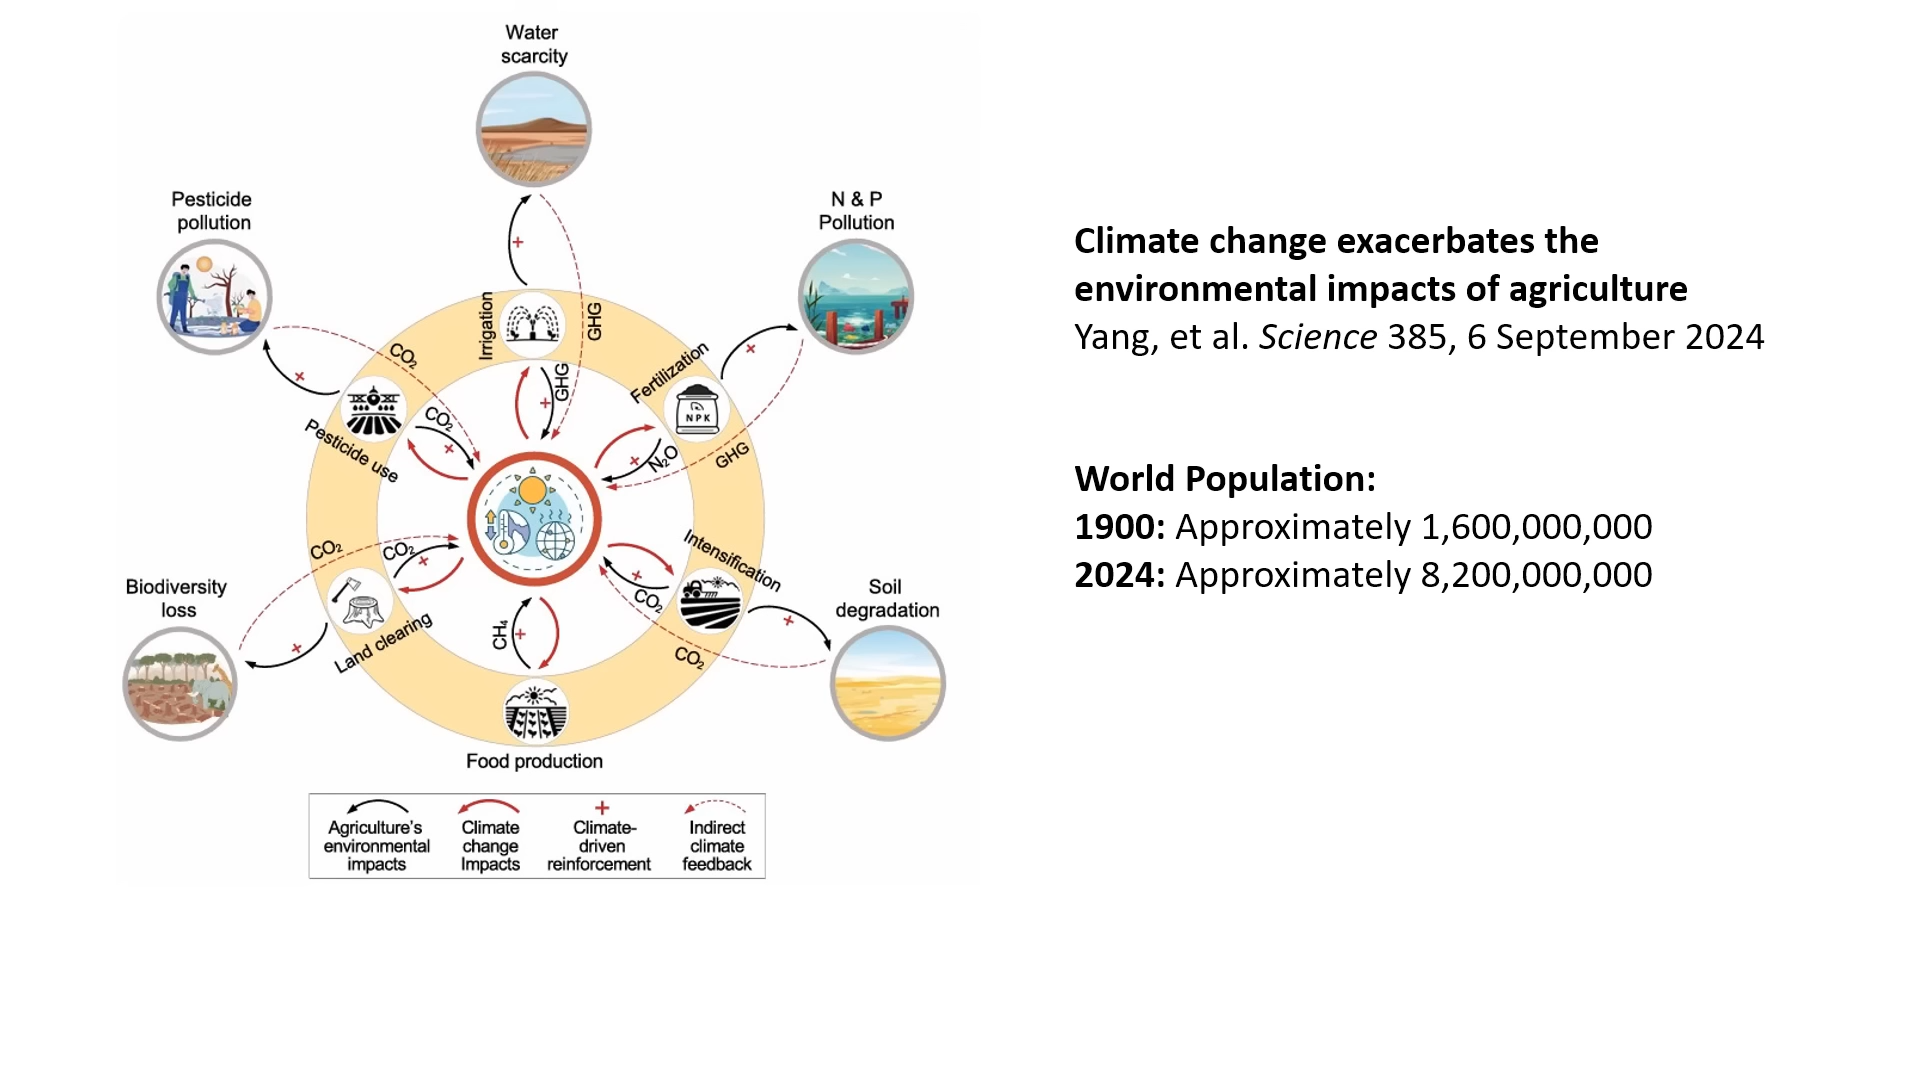 Water
scarcity
Pesticide
pollution
N & P
Pollution
Irrigation
GHG
GHG
CO₂
Fertilization
NPK
CO₂
Pesticide use
N₂O
GHG
CO₂
CO₂
Intensification
CO₂
CO₂
Biodiversity
loss
Land clearing
CH₄
Soil
degradation
Food production
Agriculture's
environmental
impacts
Climate
change
Impacts
Climate-
driven
reinforcement
Indirect
climate
feedback
Climate change exacerbates the
environmental impacts of agriculture
Yang, et al. Science 385, 6 September 2024
World Population:
1900: Approximately 1,600,000,000
2024: Approximately 8,200,000,000